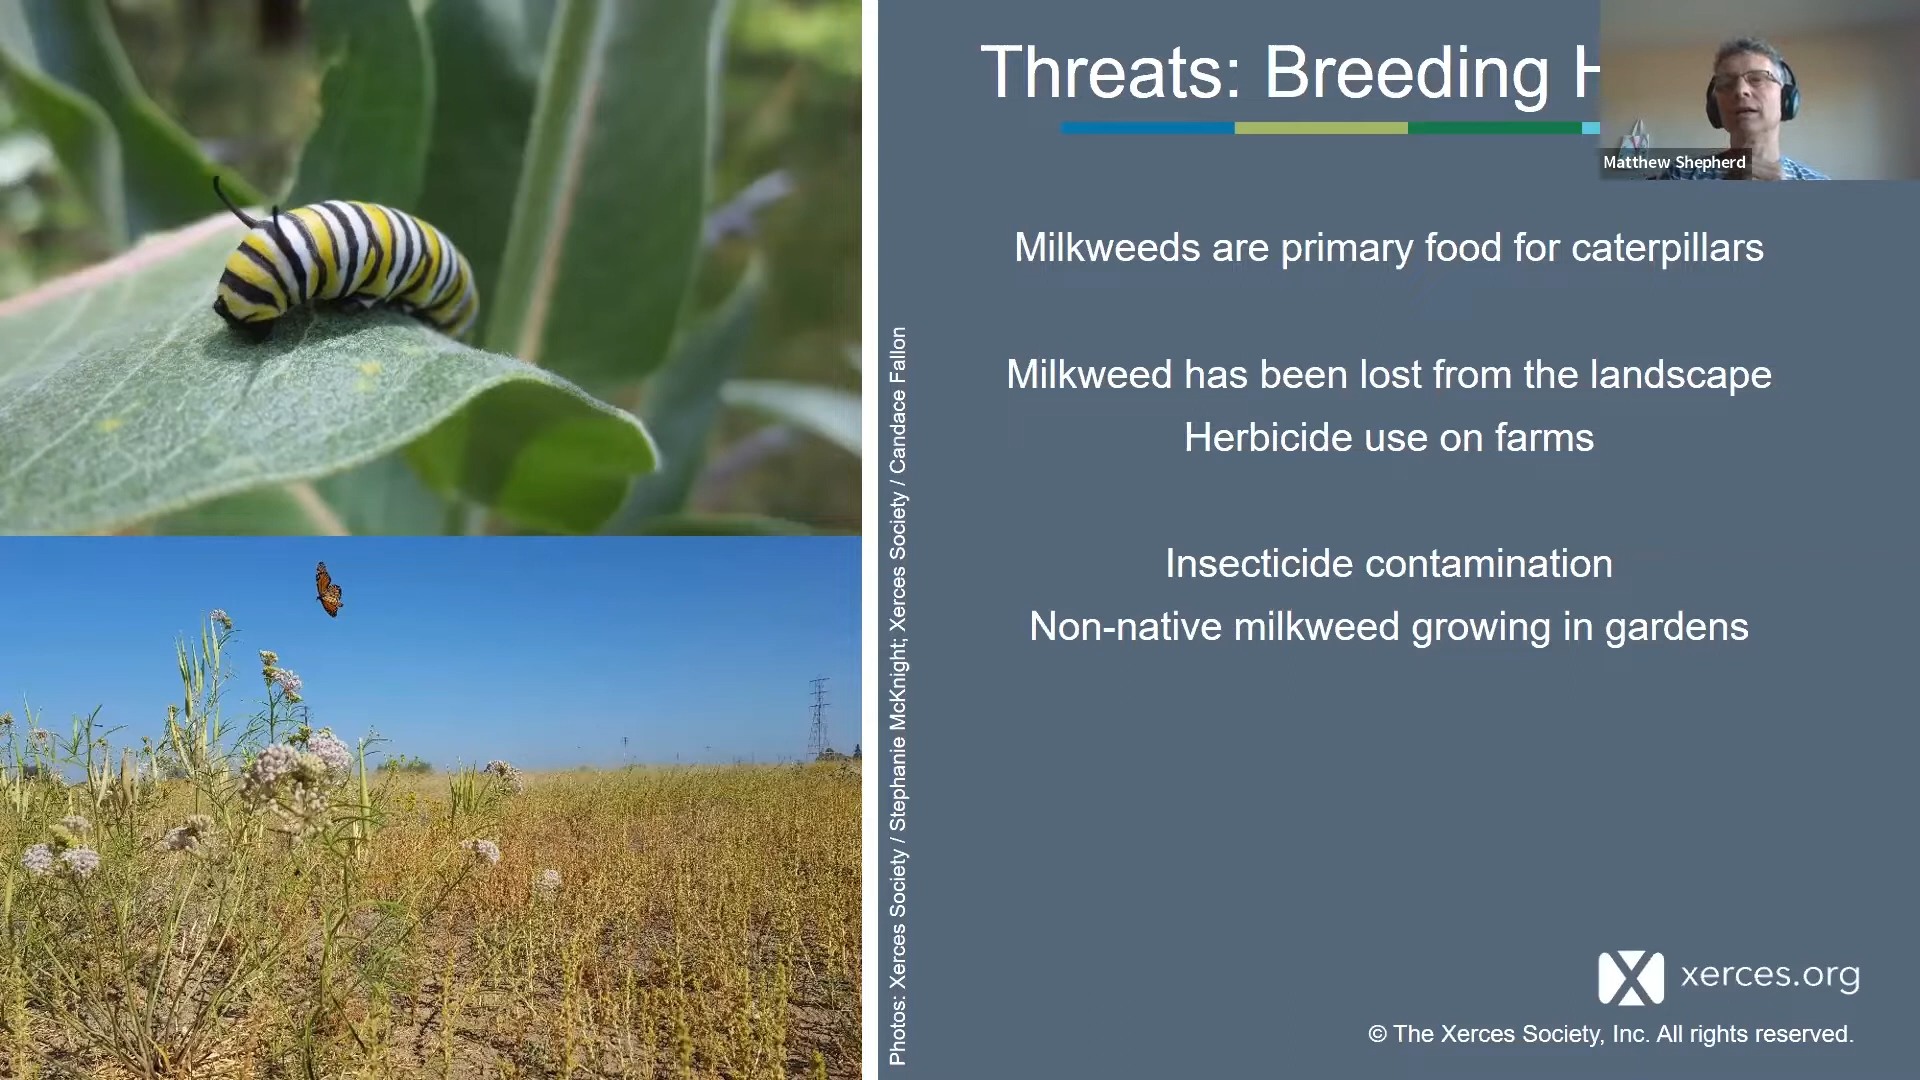 Threats: Breeding H
Matthew Shepherd
Milkweeds are primary food for caterpillars
Milkweed has been lost from the landscape
Herbicide use on farms
Insecticide contamination
Non-native milkweed growing in gardens
Photos: Xerces Society / Stephanie McKnight; Xerces Society / Candace Fallon
xerces.org
© The Xerces Society, Inc. All rights reserved.